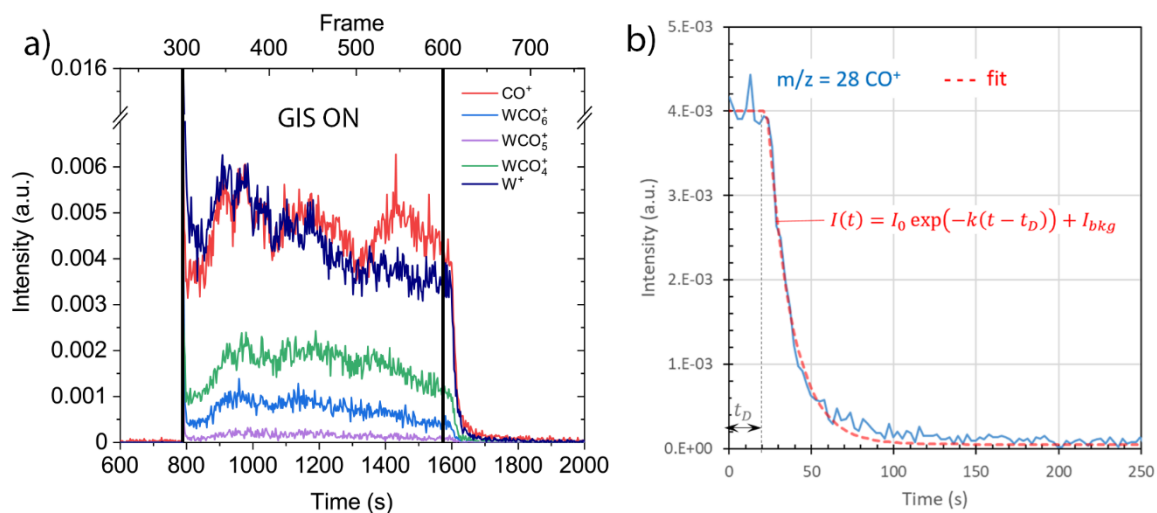 a)
Frame
300 400 500 600 700
0.016
0.006
0.005
0.004
0.003
0.002
0.001
0
Intensity (a.u.)
GIS ON
CO⁺
WCO₆⁺
WCO₅⁺
WCO₄⁺
W⁺
600 800 1000 1200 1400 1600 1800 2000
Time (s)
b)
5.E-03
4.E-03
3.E-03
2.E-03
1.E-03
0.E+00
Intensity (a.u.)
m/z = 28 CO⁺ fit
I(t) = I₀ exp(−k(t − t_D)) + I_bkg
t_D
0 50 100 150 200 250
Time (s)